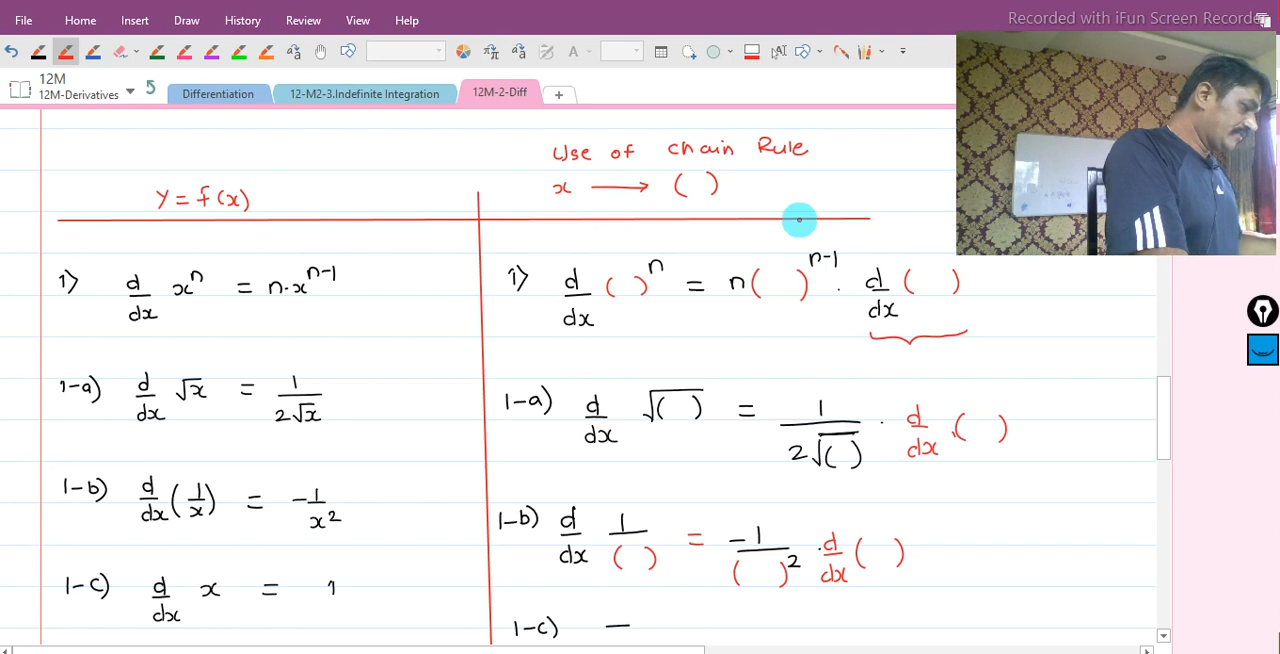 File Home Insert Draw History Review View Help
Recorded with iFun Screen Recorder
12M
12M-Derivatives
Differentiation 12-M2-3.Indefinite Integration 12M-2-Diff +
Use of chain Rule
x ⟶ ( )
Y = f(x)
1) d/dx x^n = n·x^(n-1)
1) d/dx ( )^n = n( )^(n-1) · d/dx ( )
1-a) d/dx √x = 1/(2√x)
1-a) d/dx √( ) = 1/(2√( )) · d/dx ( )
1-b) d/dx (1/x) = -1/x²
1-b) d/dx 1/( ) = -1/( )² · d/dx ( )
1-c) d/dx x = 1
1-c) —